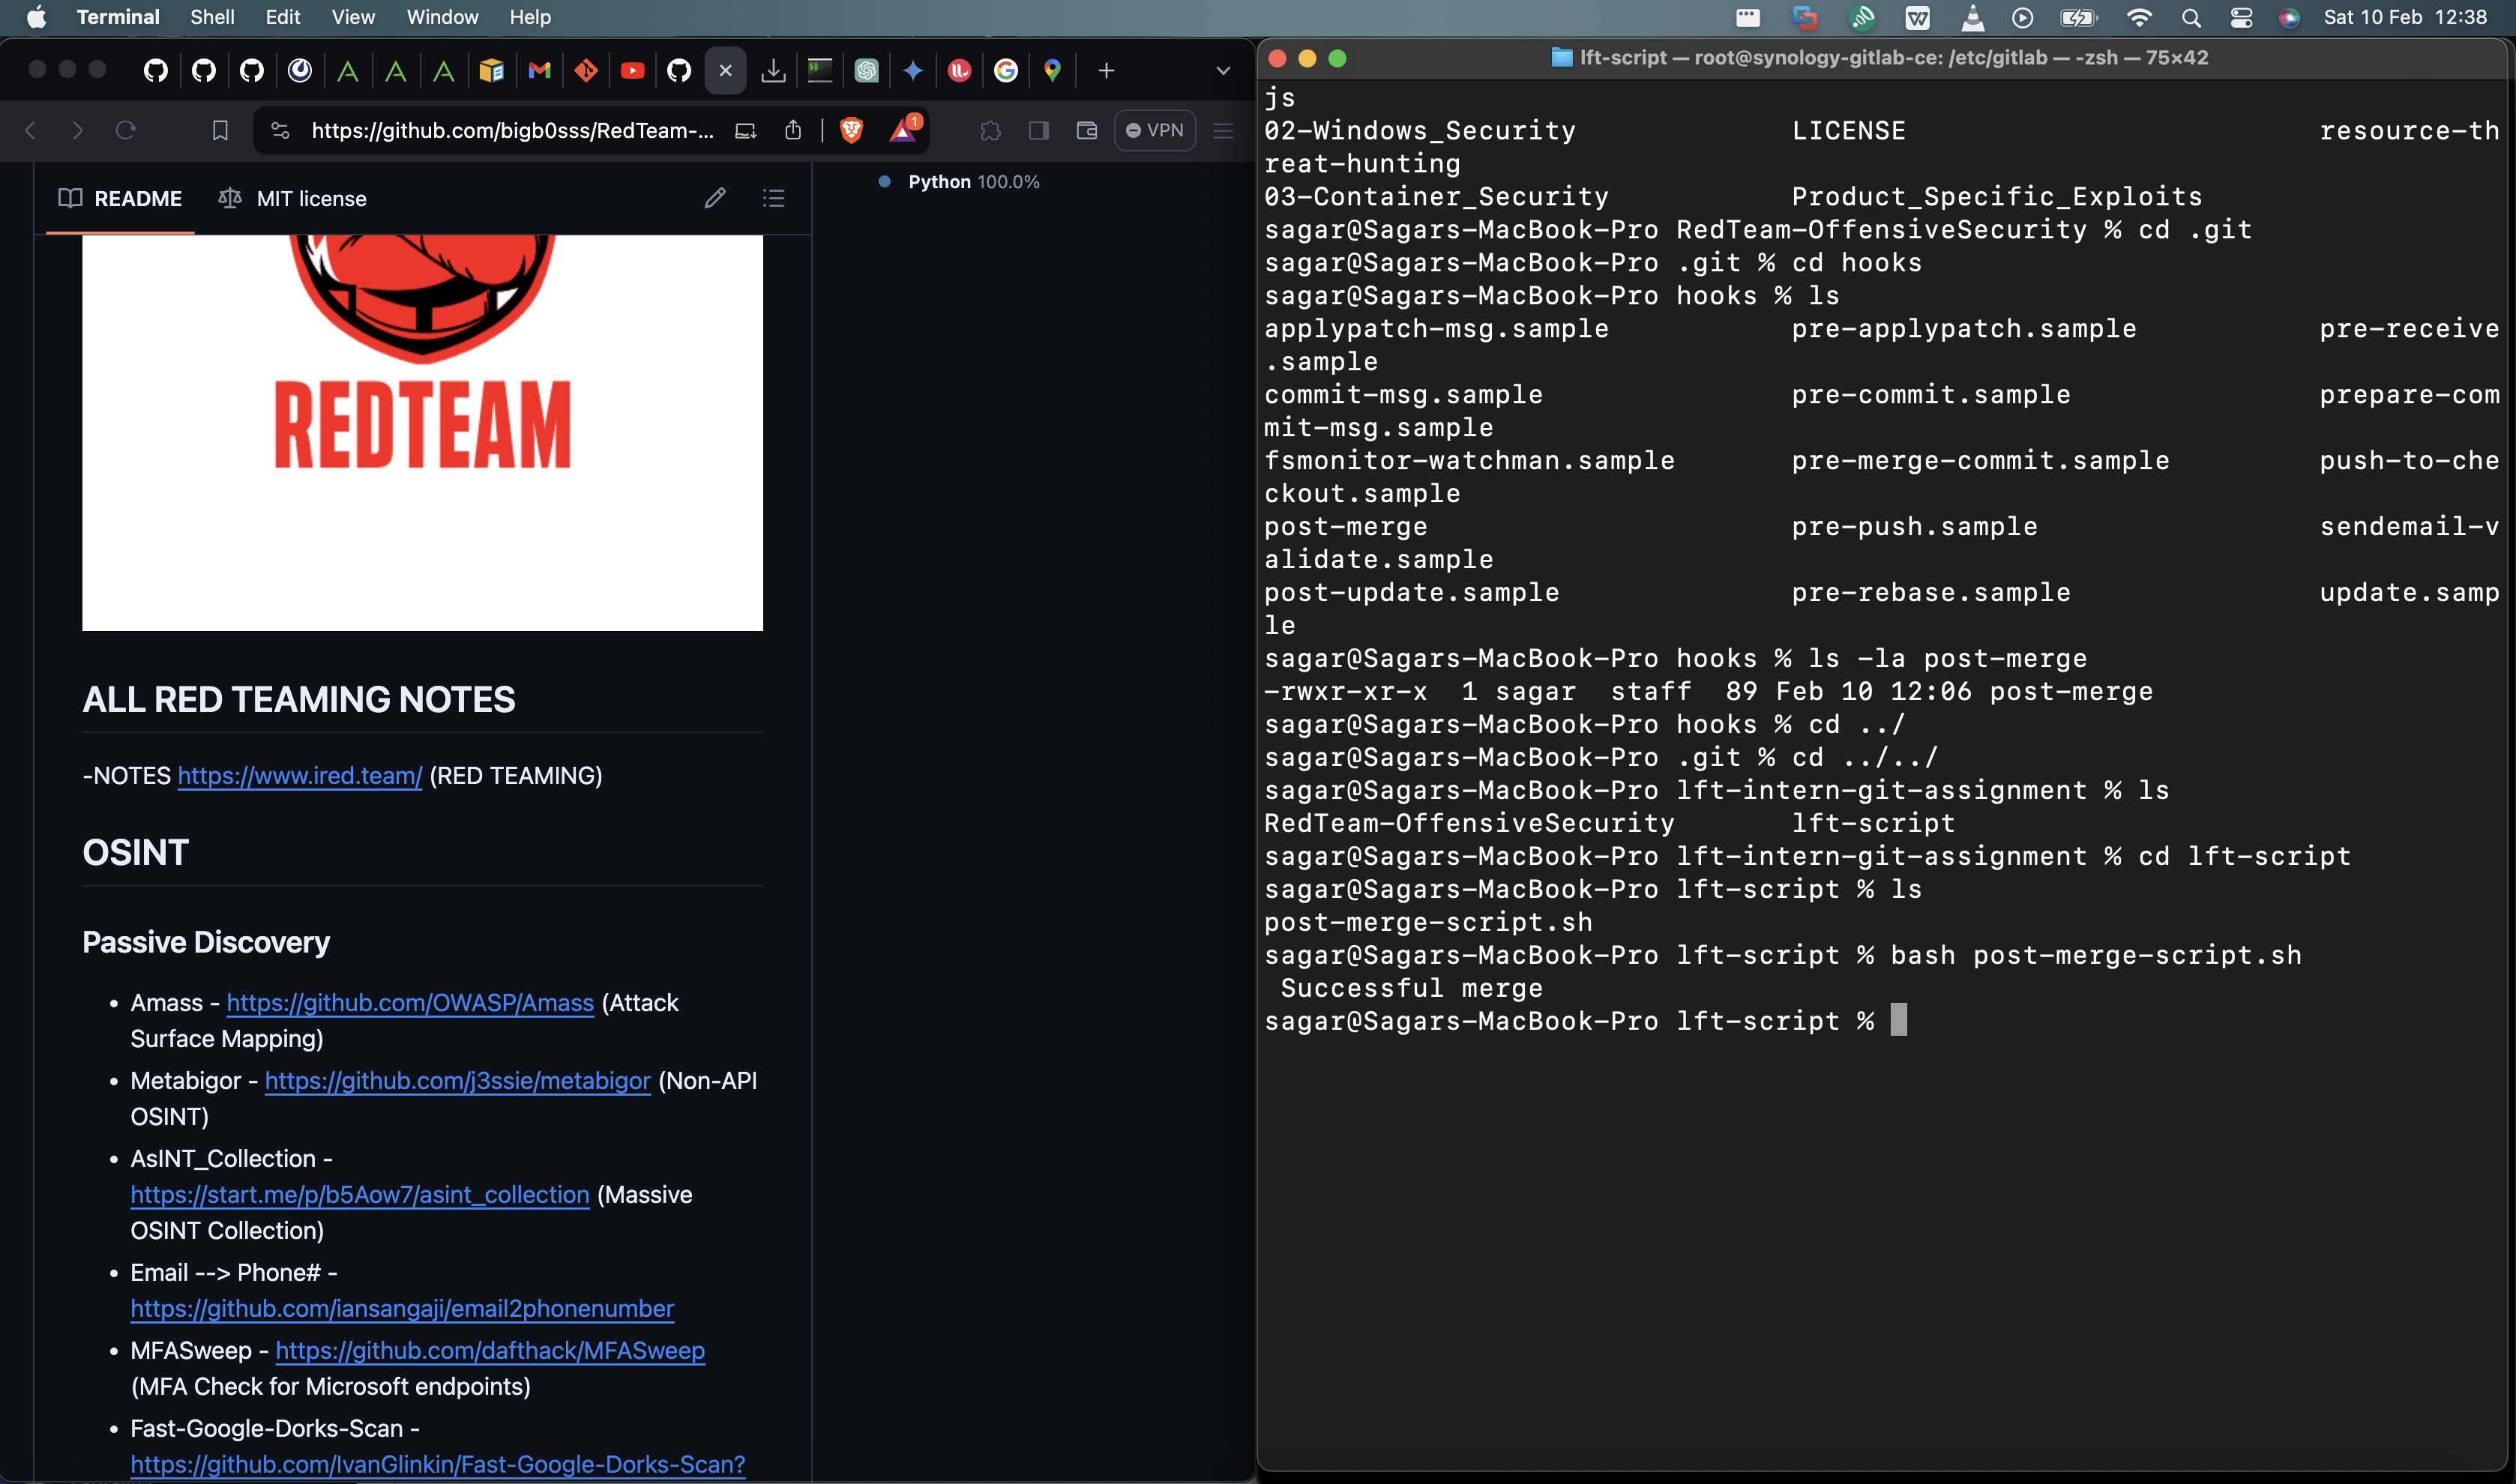 Terminal Shell Edit View Window Help Sat 10 Feb 12:38
https://github.com/bigb0sss/RedTeam-... 1 VPN
README MIT license
Python 100.0%
REDTEAM
ALL RED TEAMING NOTES
-NOTES https://www.ired.team/ (RED TEAMING)
OSINT
Passive Discovery
• Amass - https://github.com/OWASP/Amass (Attack
Surface Mapping)
• Metabigor - https://github.com/j3ssie/metabigor (Non-API
OSINT)
• AsINT_Collection -
https://start.me/p/b5Aow7/asint_collection (Massive
OSINT Collection)
• Email --> Phone# -
https://github.com/iansangaji/email2phonenumber
• MFASweep - https://github.com/dafthack/MFASweep
(MFA Check for Microsoft endpoints)
• Fast-Google-Dorks-Scan -
https://github.com/IvanGlinkin/Fast-Google-Dorks-Scan?
lft-script — root@synology-gitlab-ce: /etc/gitlab — -zsh — 75×42
js
02-Windows_Security LICENSE resource-th
reat-hunting
03-Container_Security Product_Specific_Exploits
sagar@Sagars-MacBook-Pro RedTeam-OffensiveSecurity % cd .git
sagar@Sagars-MacBook-Pro .git % cd hooks
sagar@Sagars-MacBook-Pro hooks % ls
applypatch-msg.sample pre-applypatch.sample pre-receive
.sample
commit-msg.sample pre-commit.sample prepare-com
mit-msg.sample
fsmonitor-watchman.sample pre-merge-commit.sample push-to-che
ckout.sample
post-merge pre-push.sample sendemail-v
alidate.sample
post-update.sample pre-rebase.sample update.samp
le
sagar@Sagars-MacBook-Pro hooks % ls -la post-merge
-rwxr-xr-x 1 sagar staff 89 Feb 10 12:06 post-merge
sagar@Sagars-MacBook-Pro hooks % cd ../
sagar@Sagars-MacBook-Pro .git % cd ../../
sagar@Sagars-MacBook-Pro lft-intern-git-assignment % ls
RedTeam-OffensiveSecurity lft-script
sagar@Sagars-MacBook-Pro lft-intern-git-assignment % cd lft-script
sagar@Sagars-MacBook-Pro lft-script % ls
post-merge-script.sh
sagar@Sagars-MacBook-Pro lft-script % bash post-merge-script.sh
Successful merge
sagar@Sagars-MacBook-Pro lft-script %